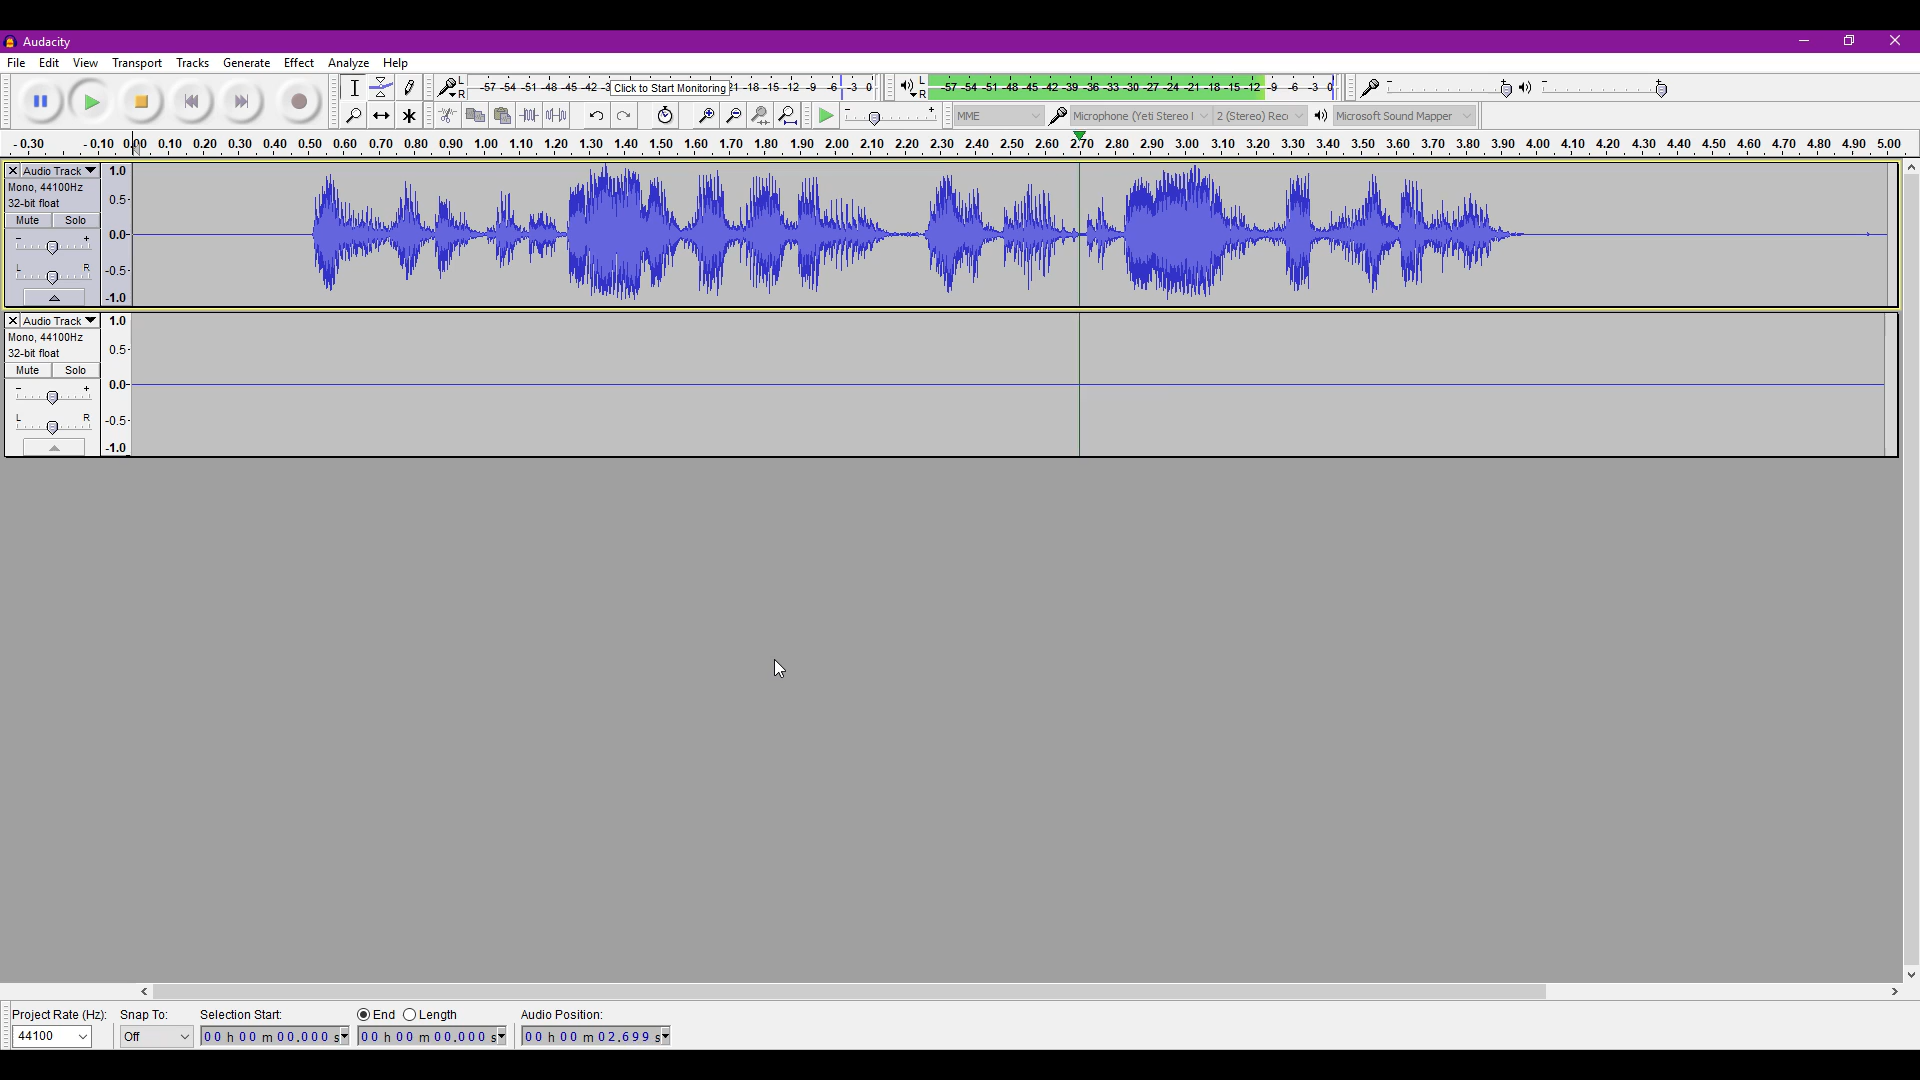 Audacity
File Edit View Transport Tracks Generate Effect Analyze Help
L R -57 -54 -51 -48 -45 -42 -3 Click to Start Monitoring 21 -18 -15 -12 -9 -6 -3 0 L R -57 -54 -51 -48 -45 -42 -39 -36 -33 -30 -27 -24 -21 -18 -15 -12 -9 -6 -3 0 - + - +
- + MME Microphone (Yeti Stereo 2 (Stereo) Rec Microsoft Sound Mapper
- 0.30 - 0.10 0.00 0.10 0.20 0.30 0.40 0.50 0.60 0.70 0.80 0.90 1.00 1.10 1.20 1.30 1.40 1.50 1.60 1.70 1.80 1.90 2.00 2.10 2.20 2.30 2.40 2.50 2.60 2.70 2.80 2.90 3.00 3.10 3.20 3.30 3.40 3.50 3.60 3.70 3.80 3.90 4.00 4.10 4.20 4.30 4.40 4.50 4.60 4.70 4.80 4.90 5.00
Audio Track 1.0
Mono, 44100Hz
32-bit float 0.5-
Mute Solo
- + 0.0-
L R -0.5-
-1.0
Audio Track 1.0
Mono, 44100Hz
32-bit float 0.5-
Mute Solo
- + 0.0-
L R -0.5-
-1.0
Project Rate (Hz): Snap To: Selection Start: End Length Audio Position:
44100 Off 00 h 00 m 00.000 s 00 h 00 m 00.000 s 00 h 00 m 02.699 s